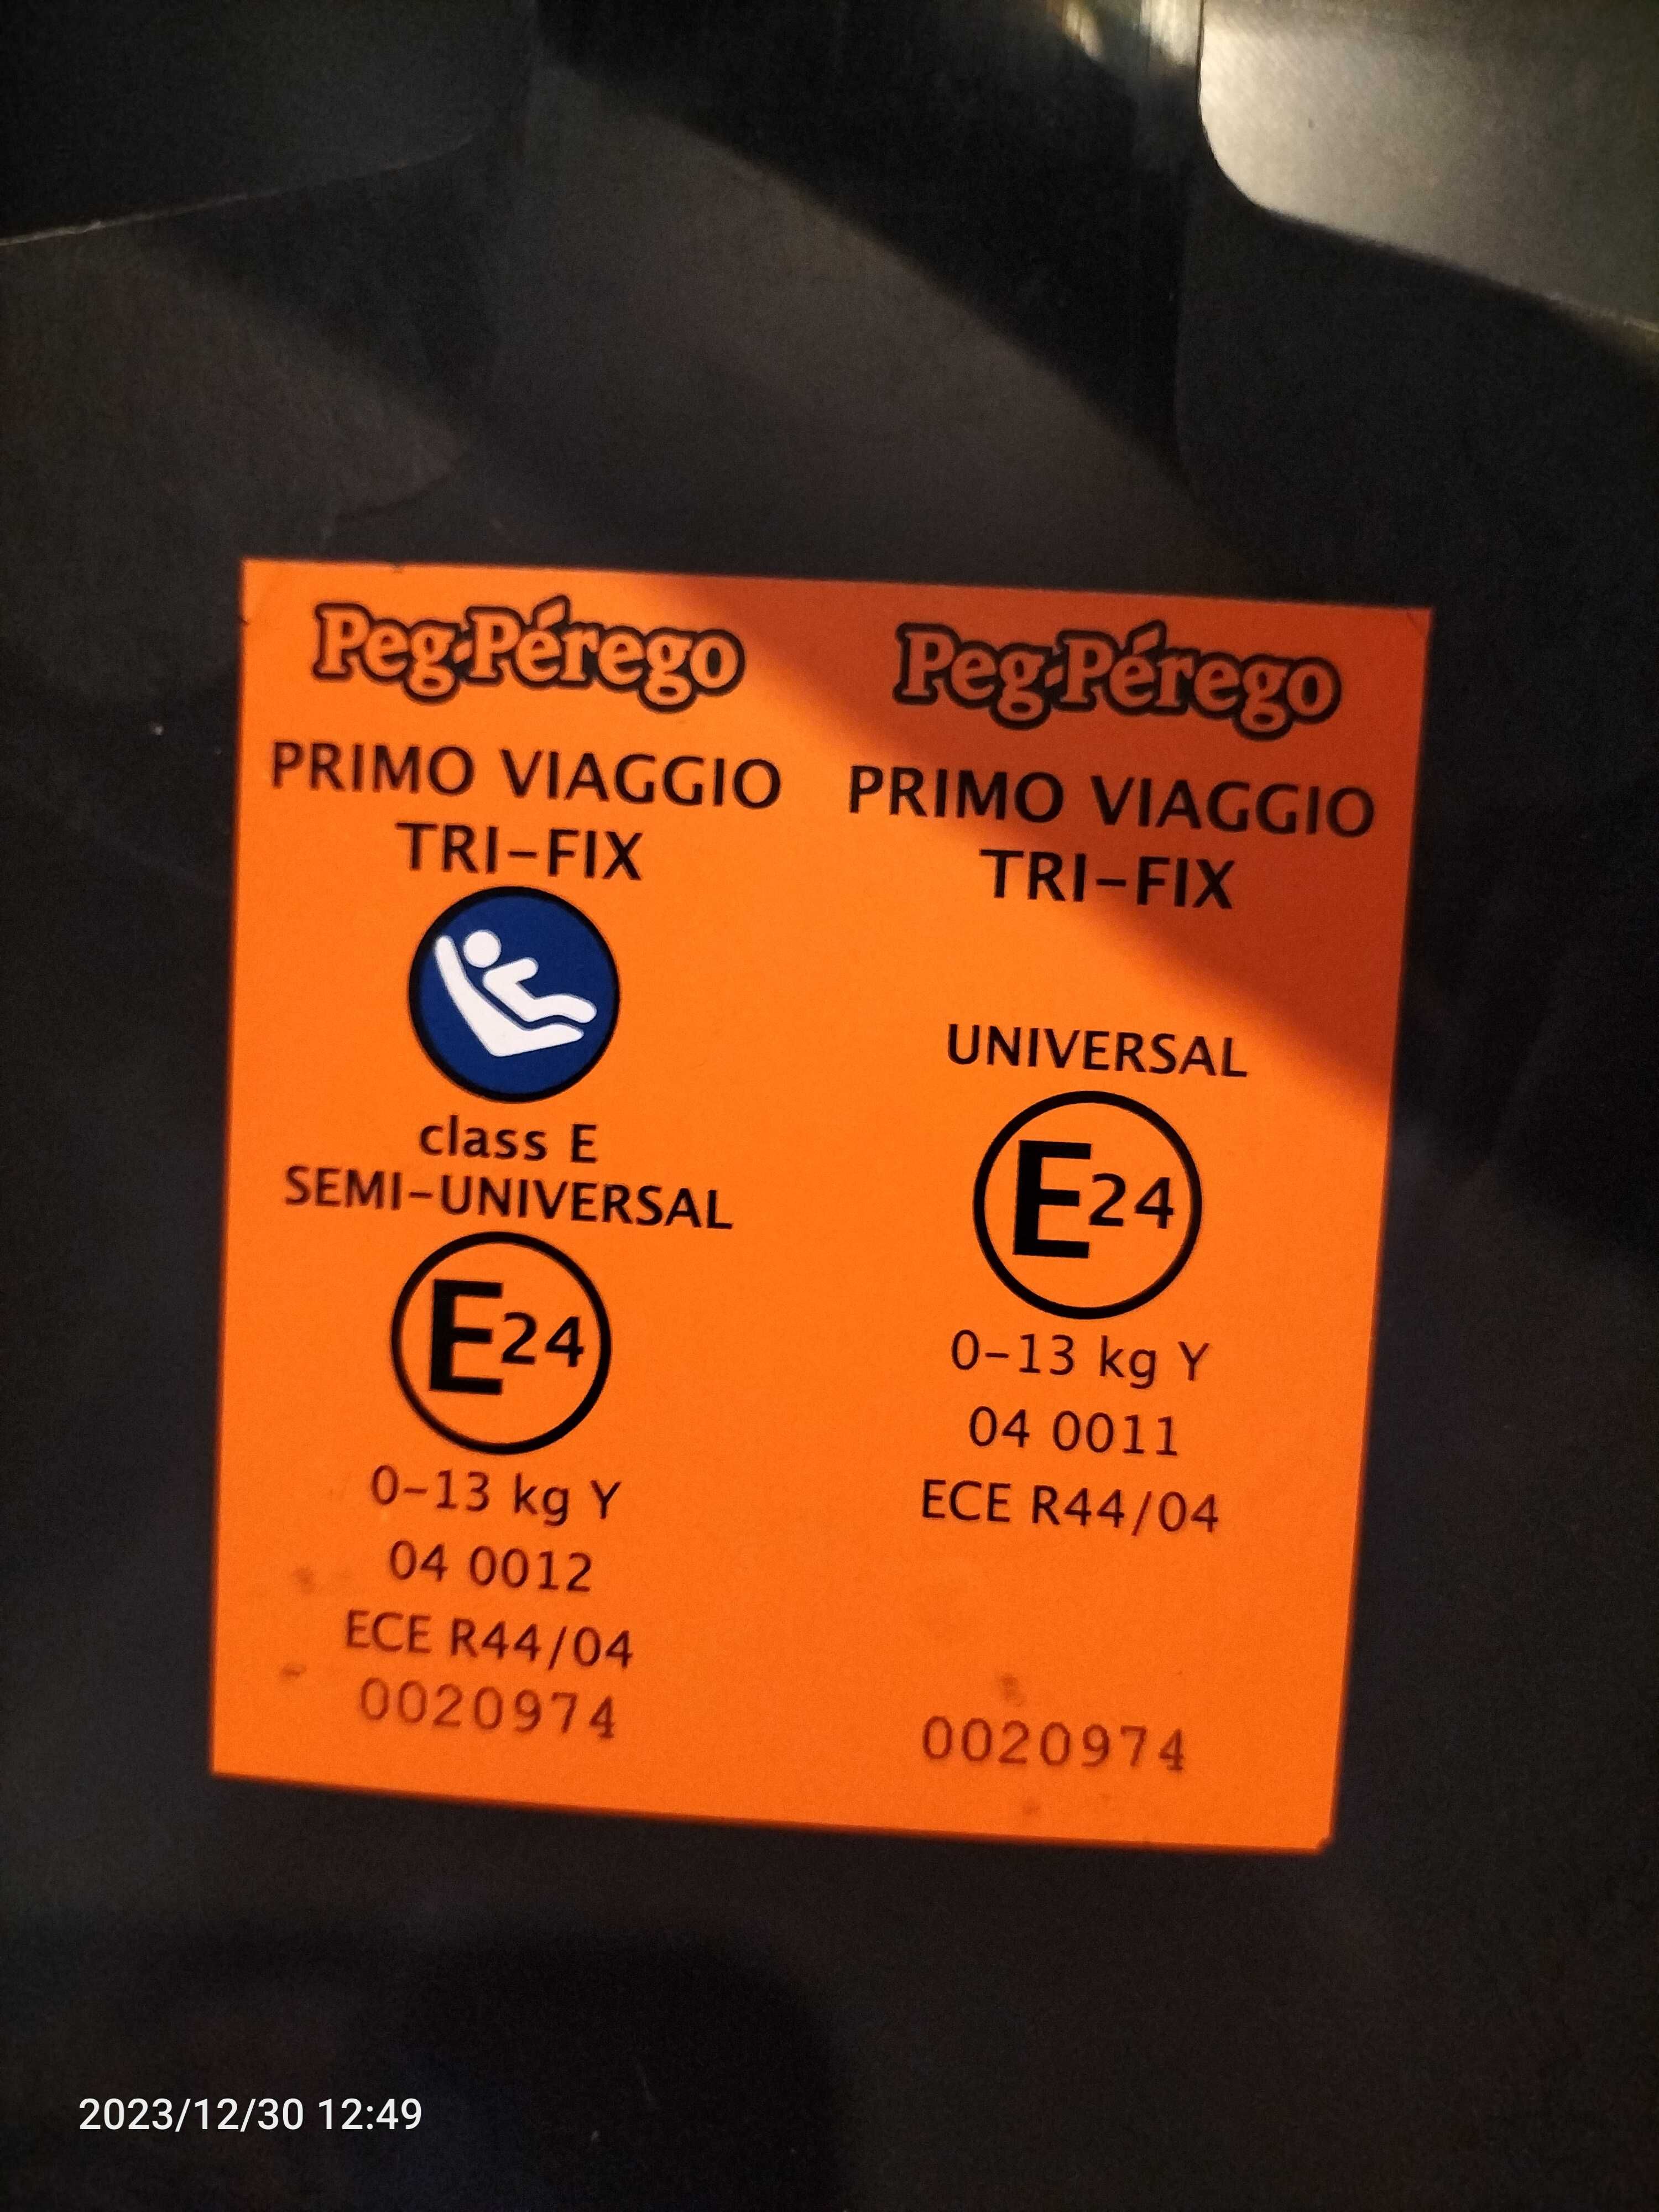 Peg-Pérego
PRIMO VIAGGIO
TRI-FIX
class E
SEMI-UNIVERSAL
E24
0-13 kg Y
04 0012
ECE R44/04
0020974
Peg-Pérego
PRIMO VIAGGIO
TRI-FIX
UNIVERSAL
E24
0-13 kg Y
04 0011
ECE R44/04
0020974
2023/12/30 12:49